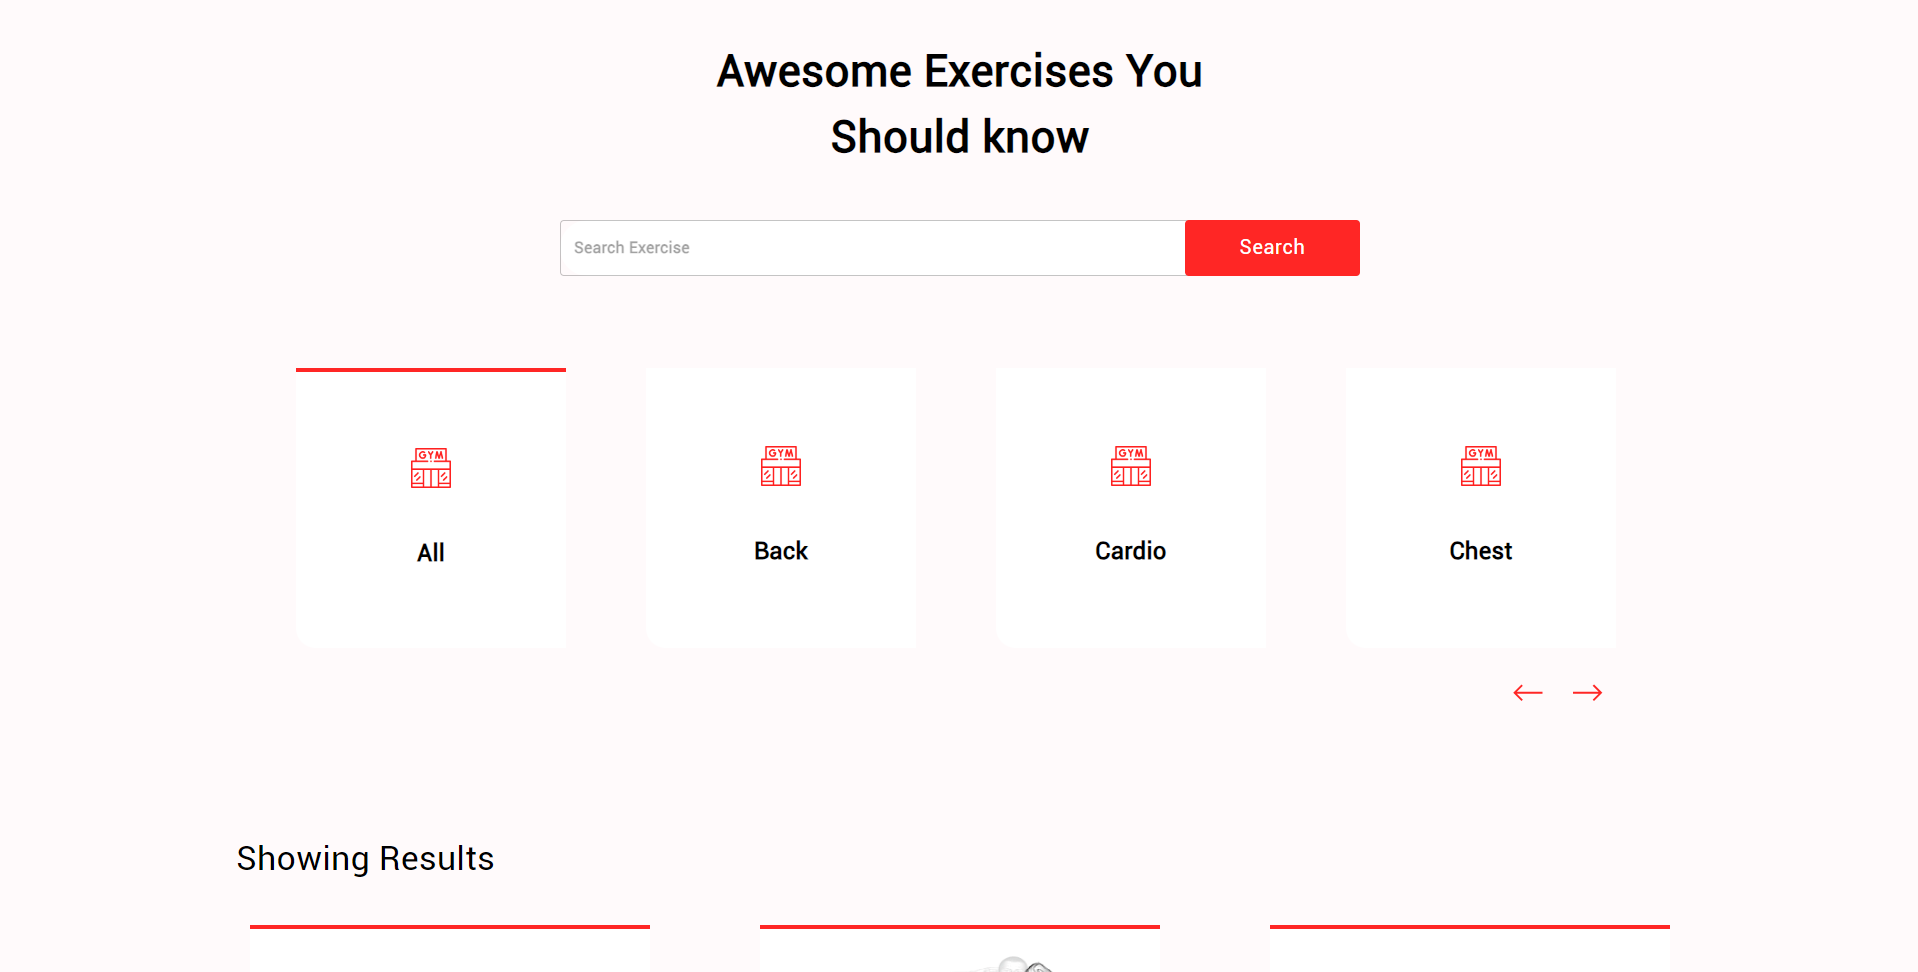 Awesome Exercises You
Should know
Search Exercise
Search
GYM
GYM
GYM
GYM
All
Back
Cardio
Chest
Showing Results